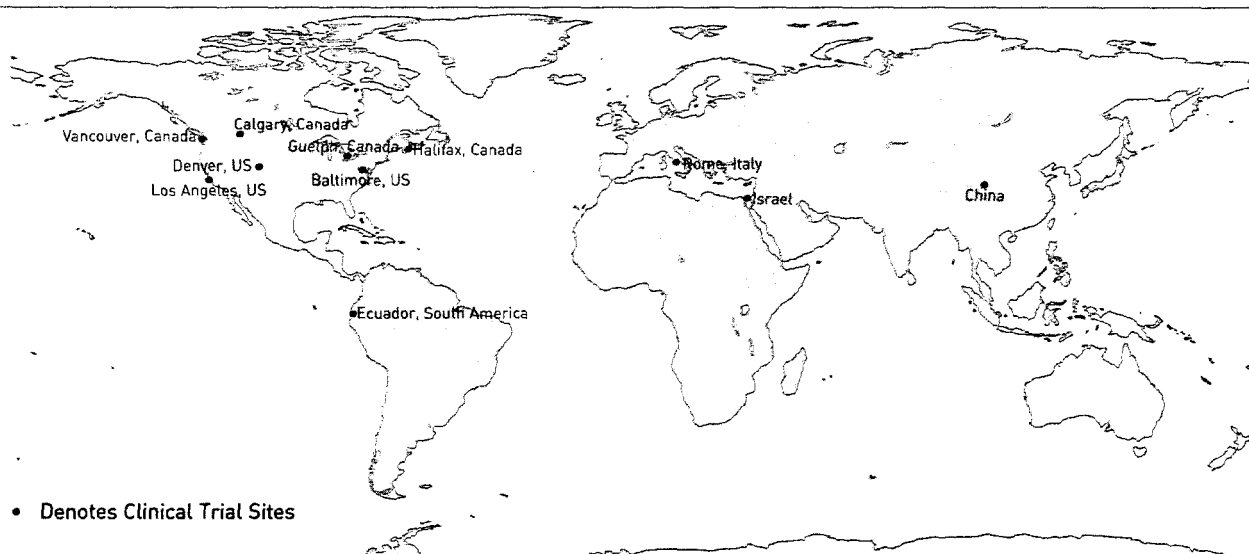 Calgary, Canada
Vancouver, Canada
Guelph, Canada
Halifax, Canada
Denver, US
Rome, Italy
Baltimore, US
Los Angeles, US
Israel
China
Ecuador, South America
Denotes Clinical Trial Sites